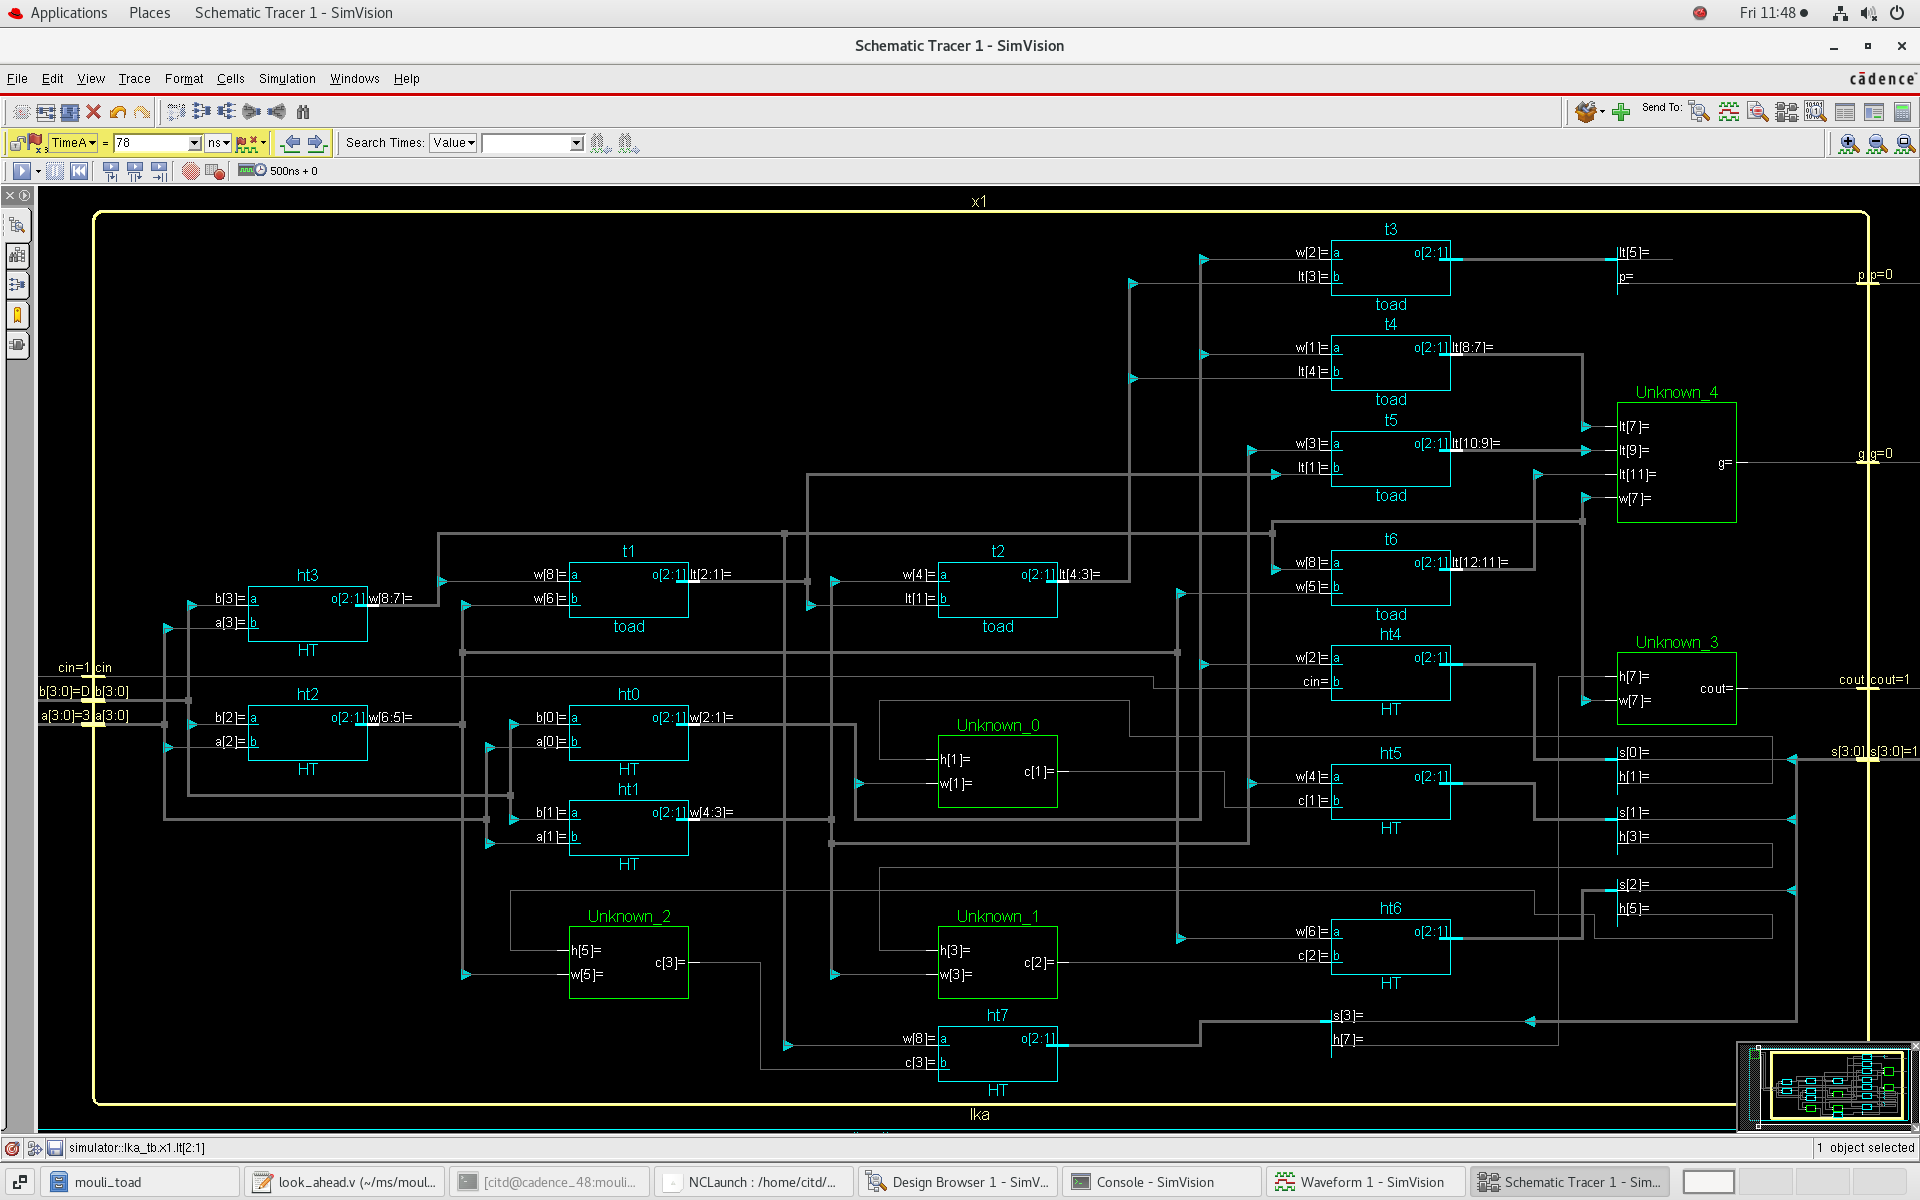 Applications Places Schematic Tracer 1 - SimVision Fri 11:48
Schematic Tracer 1 - SimVision
File Edit View Trace Format Cells Simulation Windows Help cādence
Send To:
TimeA = 78 ns Search Times: Value
500ns + 0
x1
t3
w[2]= a o[2:1] lt[5]=
lt[3]= b p= p p=0
toad
t4
w[1]= a o[2:1] lt[8:7]=
lt[4]= b
toad
Unknown_4
t5
lt[7]=
w[3]= a o[2:1] lt[10:9]= lt[9]= g= g g=0
lt[1]= b lt[11]=
toad w[7]=
t6
t1 t2
w[8]= a o[2:1] lt[12:11]=
w[5]= b
toad
w[8]= a o[2:1] lt[2:1]= w[4]= a o[2:1] lt[4:3]=
w[6]= b lt[1]= b
toad toad
ht3
b[3]= a o[2:1] w[8:7]=
a[3]= b
HT
ht4
w[2]= a o[2:1]
cin= b
HT
Unknown_3
h[7]= cout= cout cout=1
w[7]=
cin=1 cin
b[3:0]=D b[3:0]
a[3:0]=3 a[3:0]
ht2 ht0
b[2]= a o[2:1] w[6:5]= b[0]= a o[2:1] w[2:1]=
a[2]= b a[0]= b
HT HT
Unknown_0
h[1]= c[1]=
w[1]=
ht5
w[4]= a o[2:1]
c[1]= b
HT
s[0]= s[3:0] s[3:0]=1
h[1]=
ht1
b[1]= a o[2:1] w[4:3]=
a[1]= b
HT
s[1]=
h[3]=
s[2]=
h[5]=
Unknown_2 Unknown_1 ht6
h[5]= c[3]= h[3]= c[2]= w[6]= a o[2:1]
w[5]= w[3]= c[2]= b
HT
ht7
w[8]= a o[2:1] s[3]=
c[3]= b h[7]=
HT
lka
simulator::lka_tb.x1.lt[2:1] 1 object selected
mouli_toad look_ahead.v (~/ms/moul... [citd@cadence_48:mouli... NCLaunch : /home/citd/... Design Browser 1 - SimV... Console - SimVision Waveform 1 - SimVision Schematic Tracer 1 - Sim...